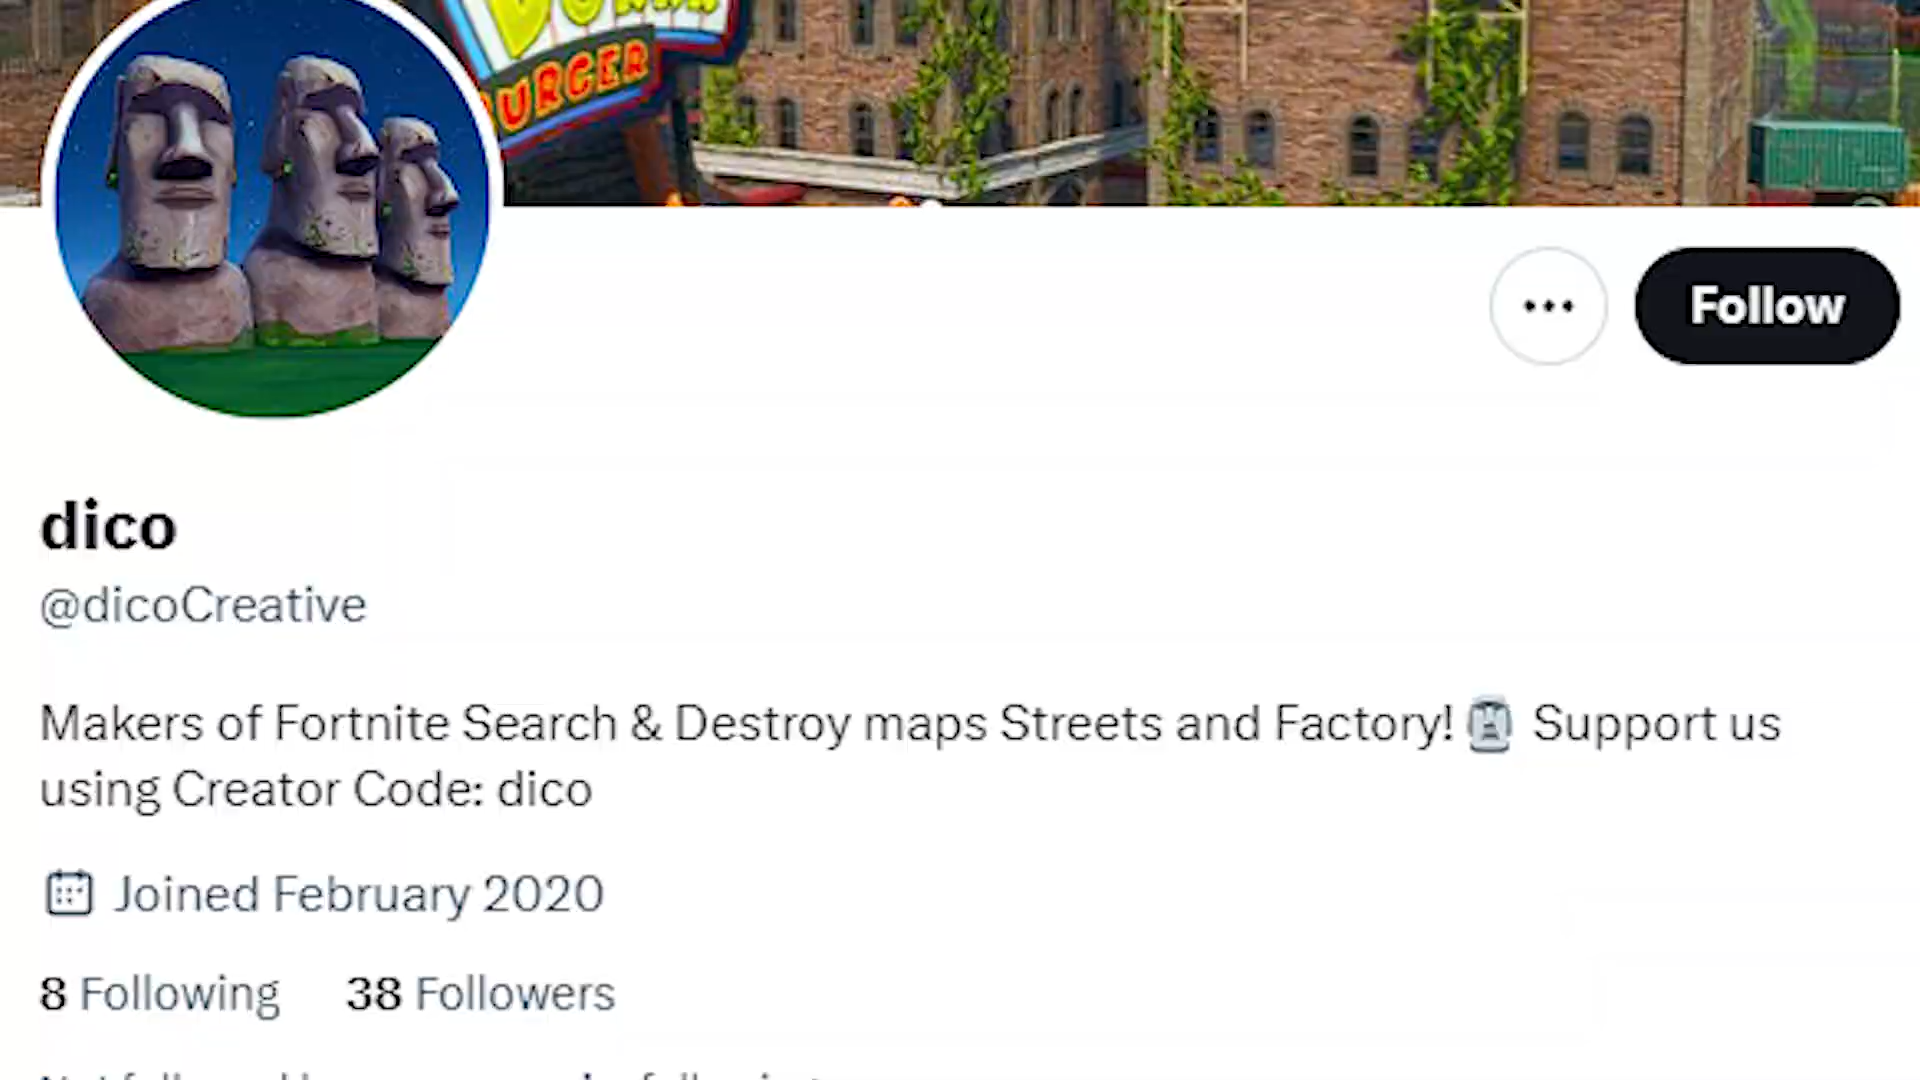 BURGER
Follow
dico
@dicoCreative
Makers of Fortnite Search & Destroy maps Streets and Factory! 🗿 Support us
using Creator Code: dico
Joined February 2020
8 Following 38 Followers